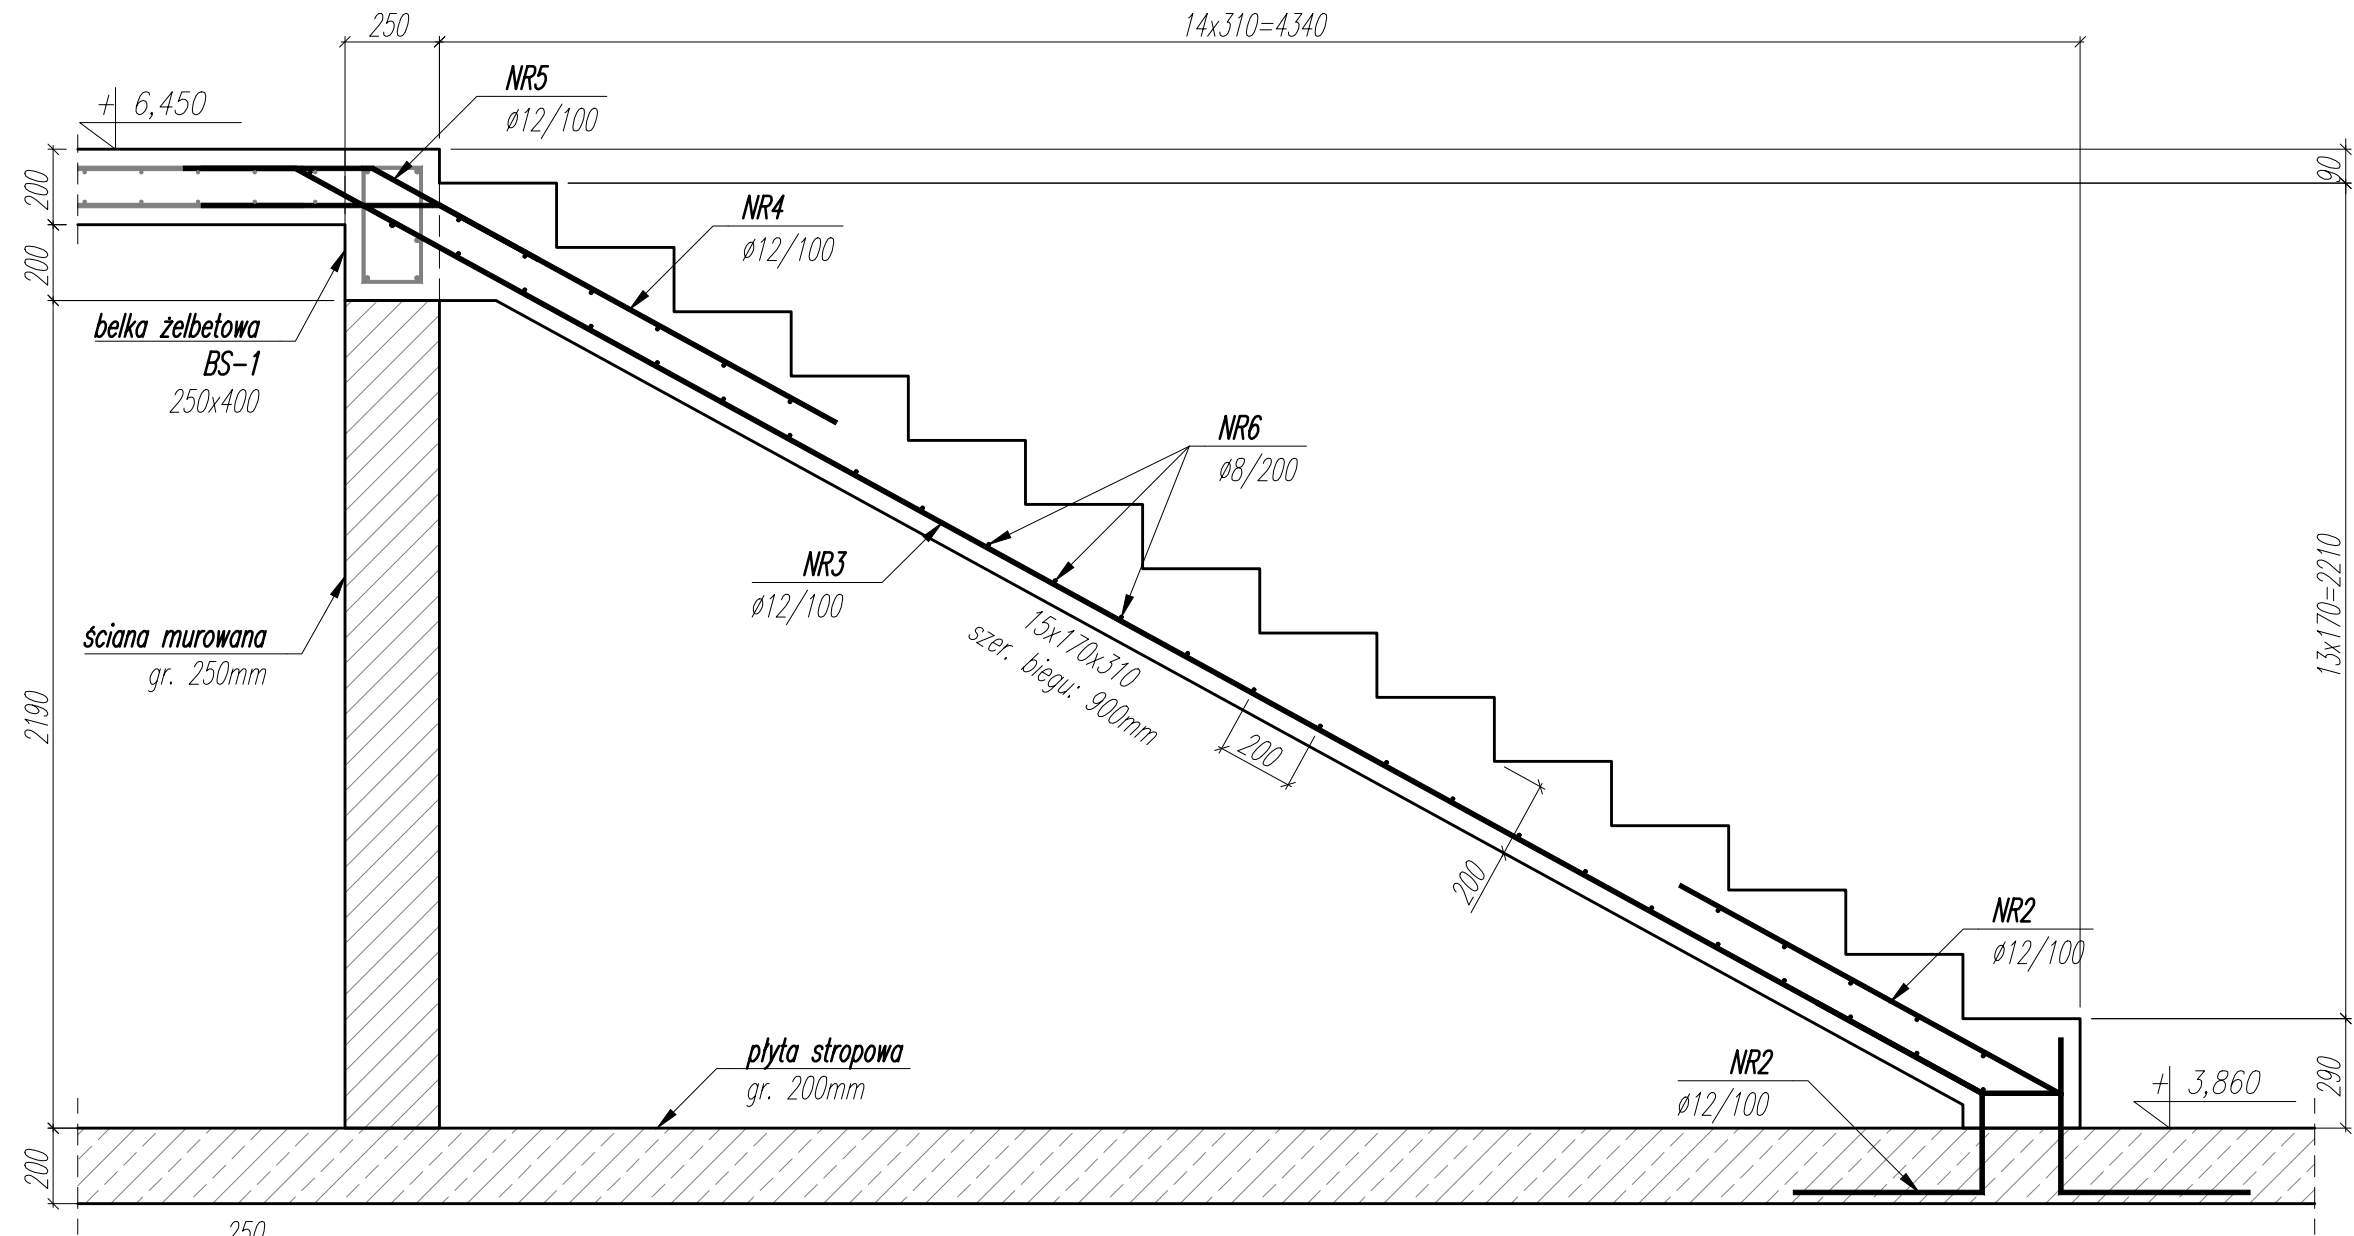 250
14x310=4340
NR5
ø12/100
+ 6,450
200
90
NR4
ø12/100
200
belka żelbetowa
BS-1
250x400
NR6
ø8/200
NR3
ø12/100
13x170=2210
ściana murowana
gr. 250mm
15x170x310
szer. biegu: 900mm
2190
200
200
NR2
ø12/100
płyta stropowa
gr. 200mm
NR2
ø12/100
+ 3,860
290
200
250